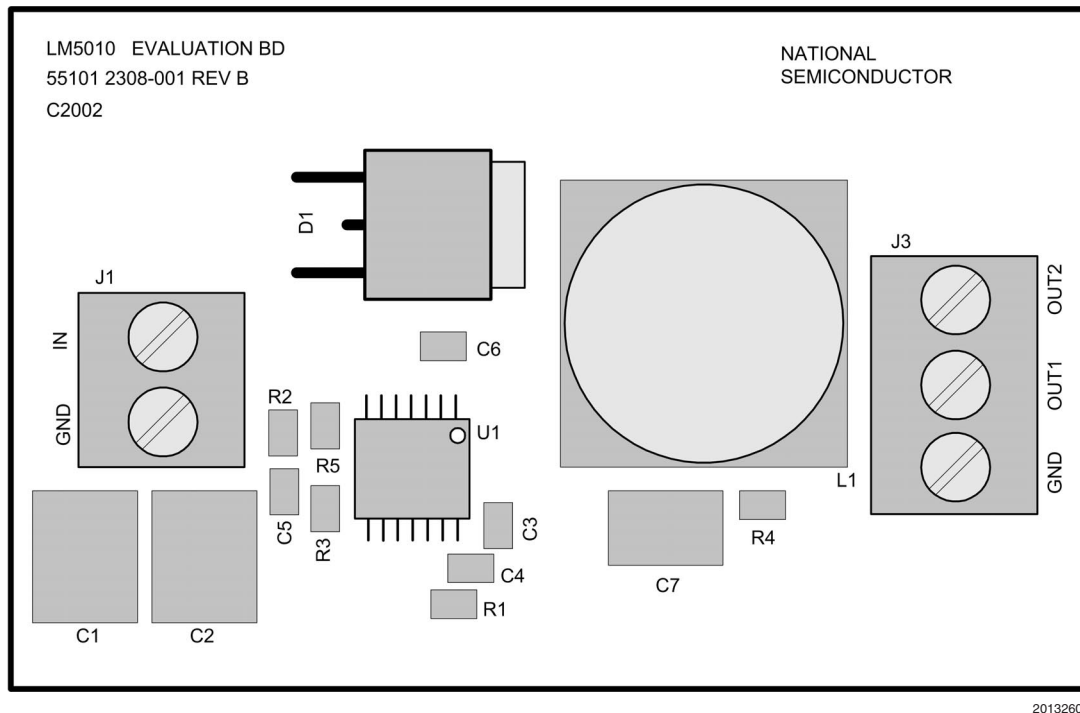 LM5010 EVALUATION BD
55101 2308-001 REV B
C2002
NATIONAL
SEMICONDUCTOR
D1
J1
IN
GND
C6
J3
OUT2
OUT1
GND
R2
R5
U1
C5
R3
C3
C4
R1
L1
R4
C7
C1
C2